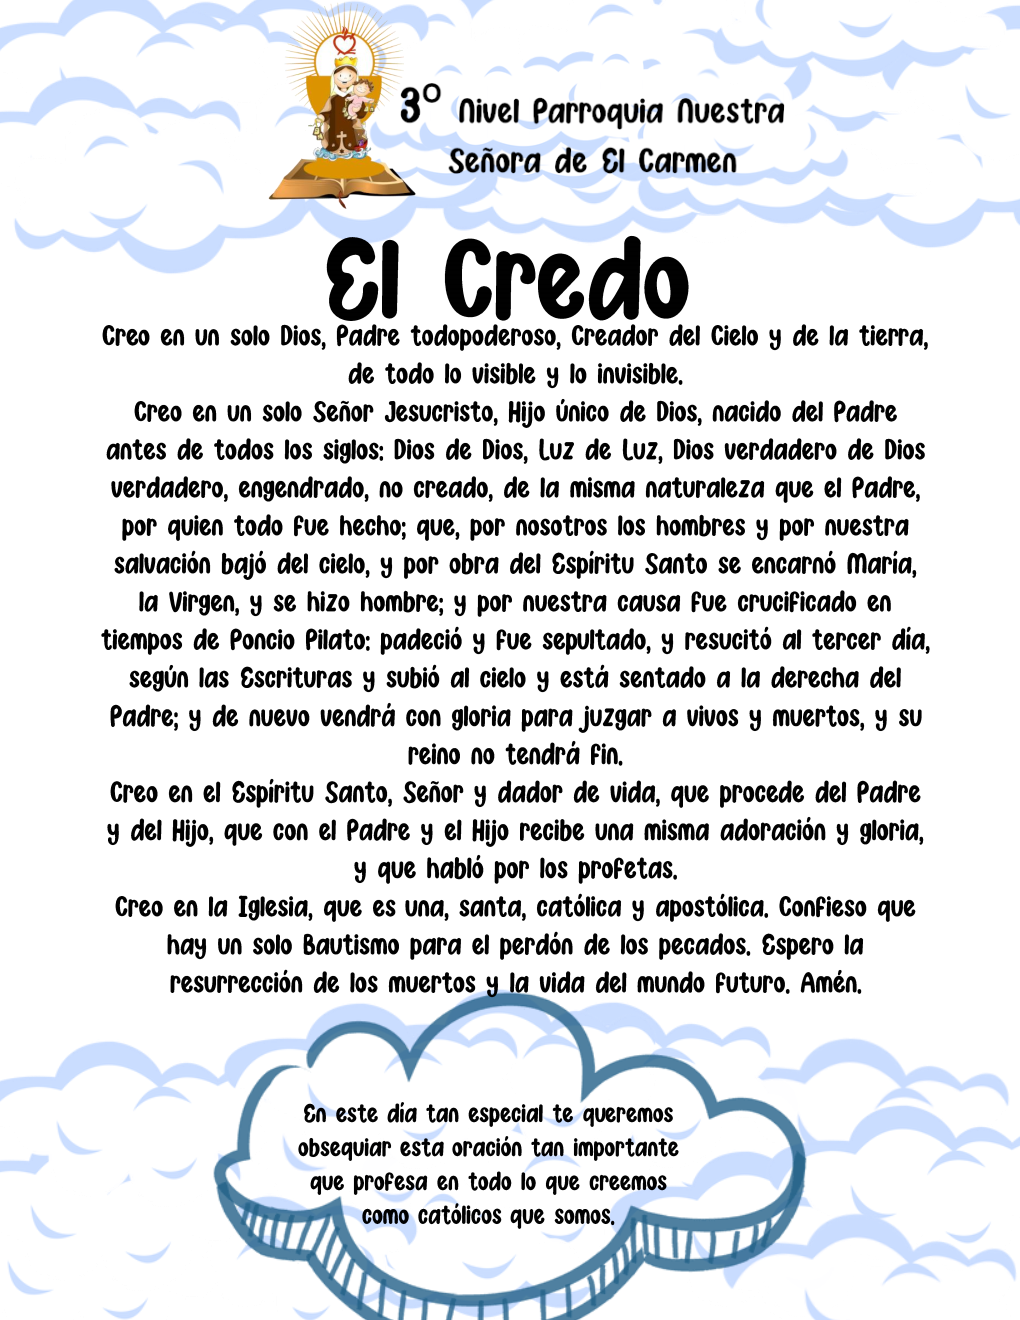 3° Nivel Parroquia Nuestra
Señora de El Carmen
El Credo
Creo en un solo Dios, Padre todopoderoso, Creador del Cielo y de la tierra,
de todo lo visible y lo invisible.
Creo en un solo Señor Jesucristo, Hijo único de Dios, nacido del Padre
antes de todos los siglos: Dios de Dios, Luz de Luz, Dios verdadero de Dios
verdadero, engendrado, no creado, de la misma naturaleza que el Padre,
por quien todo fue hecho; que, por nosotros los hombres y por nuestra
salvación bajó del cielo, y por obra del Espíritu Santo se encarnó María,
la Virgen, y se hizo hombre; y por nuestra causa fue crucificado en
tiempos de Poncio Pilato: padeció y fue sepultado, y resucitó al tercer día,
según las Escrituras y subió al cielo y está sentado a la derecha del
Padre; y de nuevo vendrá con gloria para juzgar a vivos y muertos, y su
reino no tendrá fin.
Creo en el Espíritu Santo, Señor y dador de vida, que procede del Padre
y del Hijo, que con el Padre y el Hijo recibe una misma adoración y gloria,
y que habló por los profetas.
Creo en la Iglesia, que es una, santa, católica y apostólica. Confieso que
hay un solo Bautismo para el perdón de los pecados. Espero la
resurrección de los muertos y la vida del mundo futuro. Amén.
En este día tan especial te queremos
obsequiar esta oración tan importante
que profesa en todo lo que creemos
como católicos que somos.